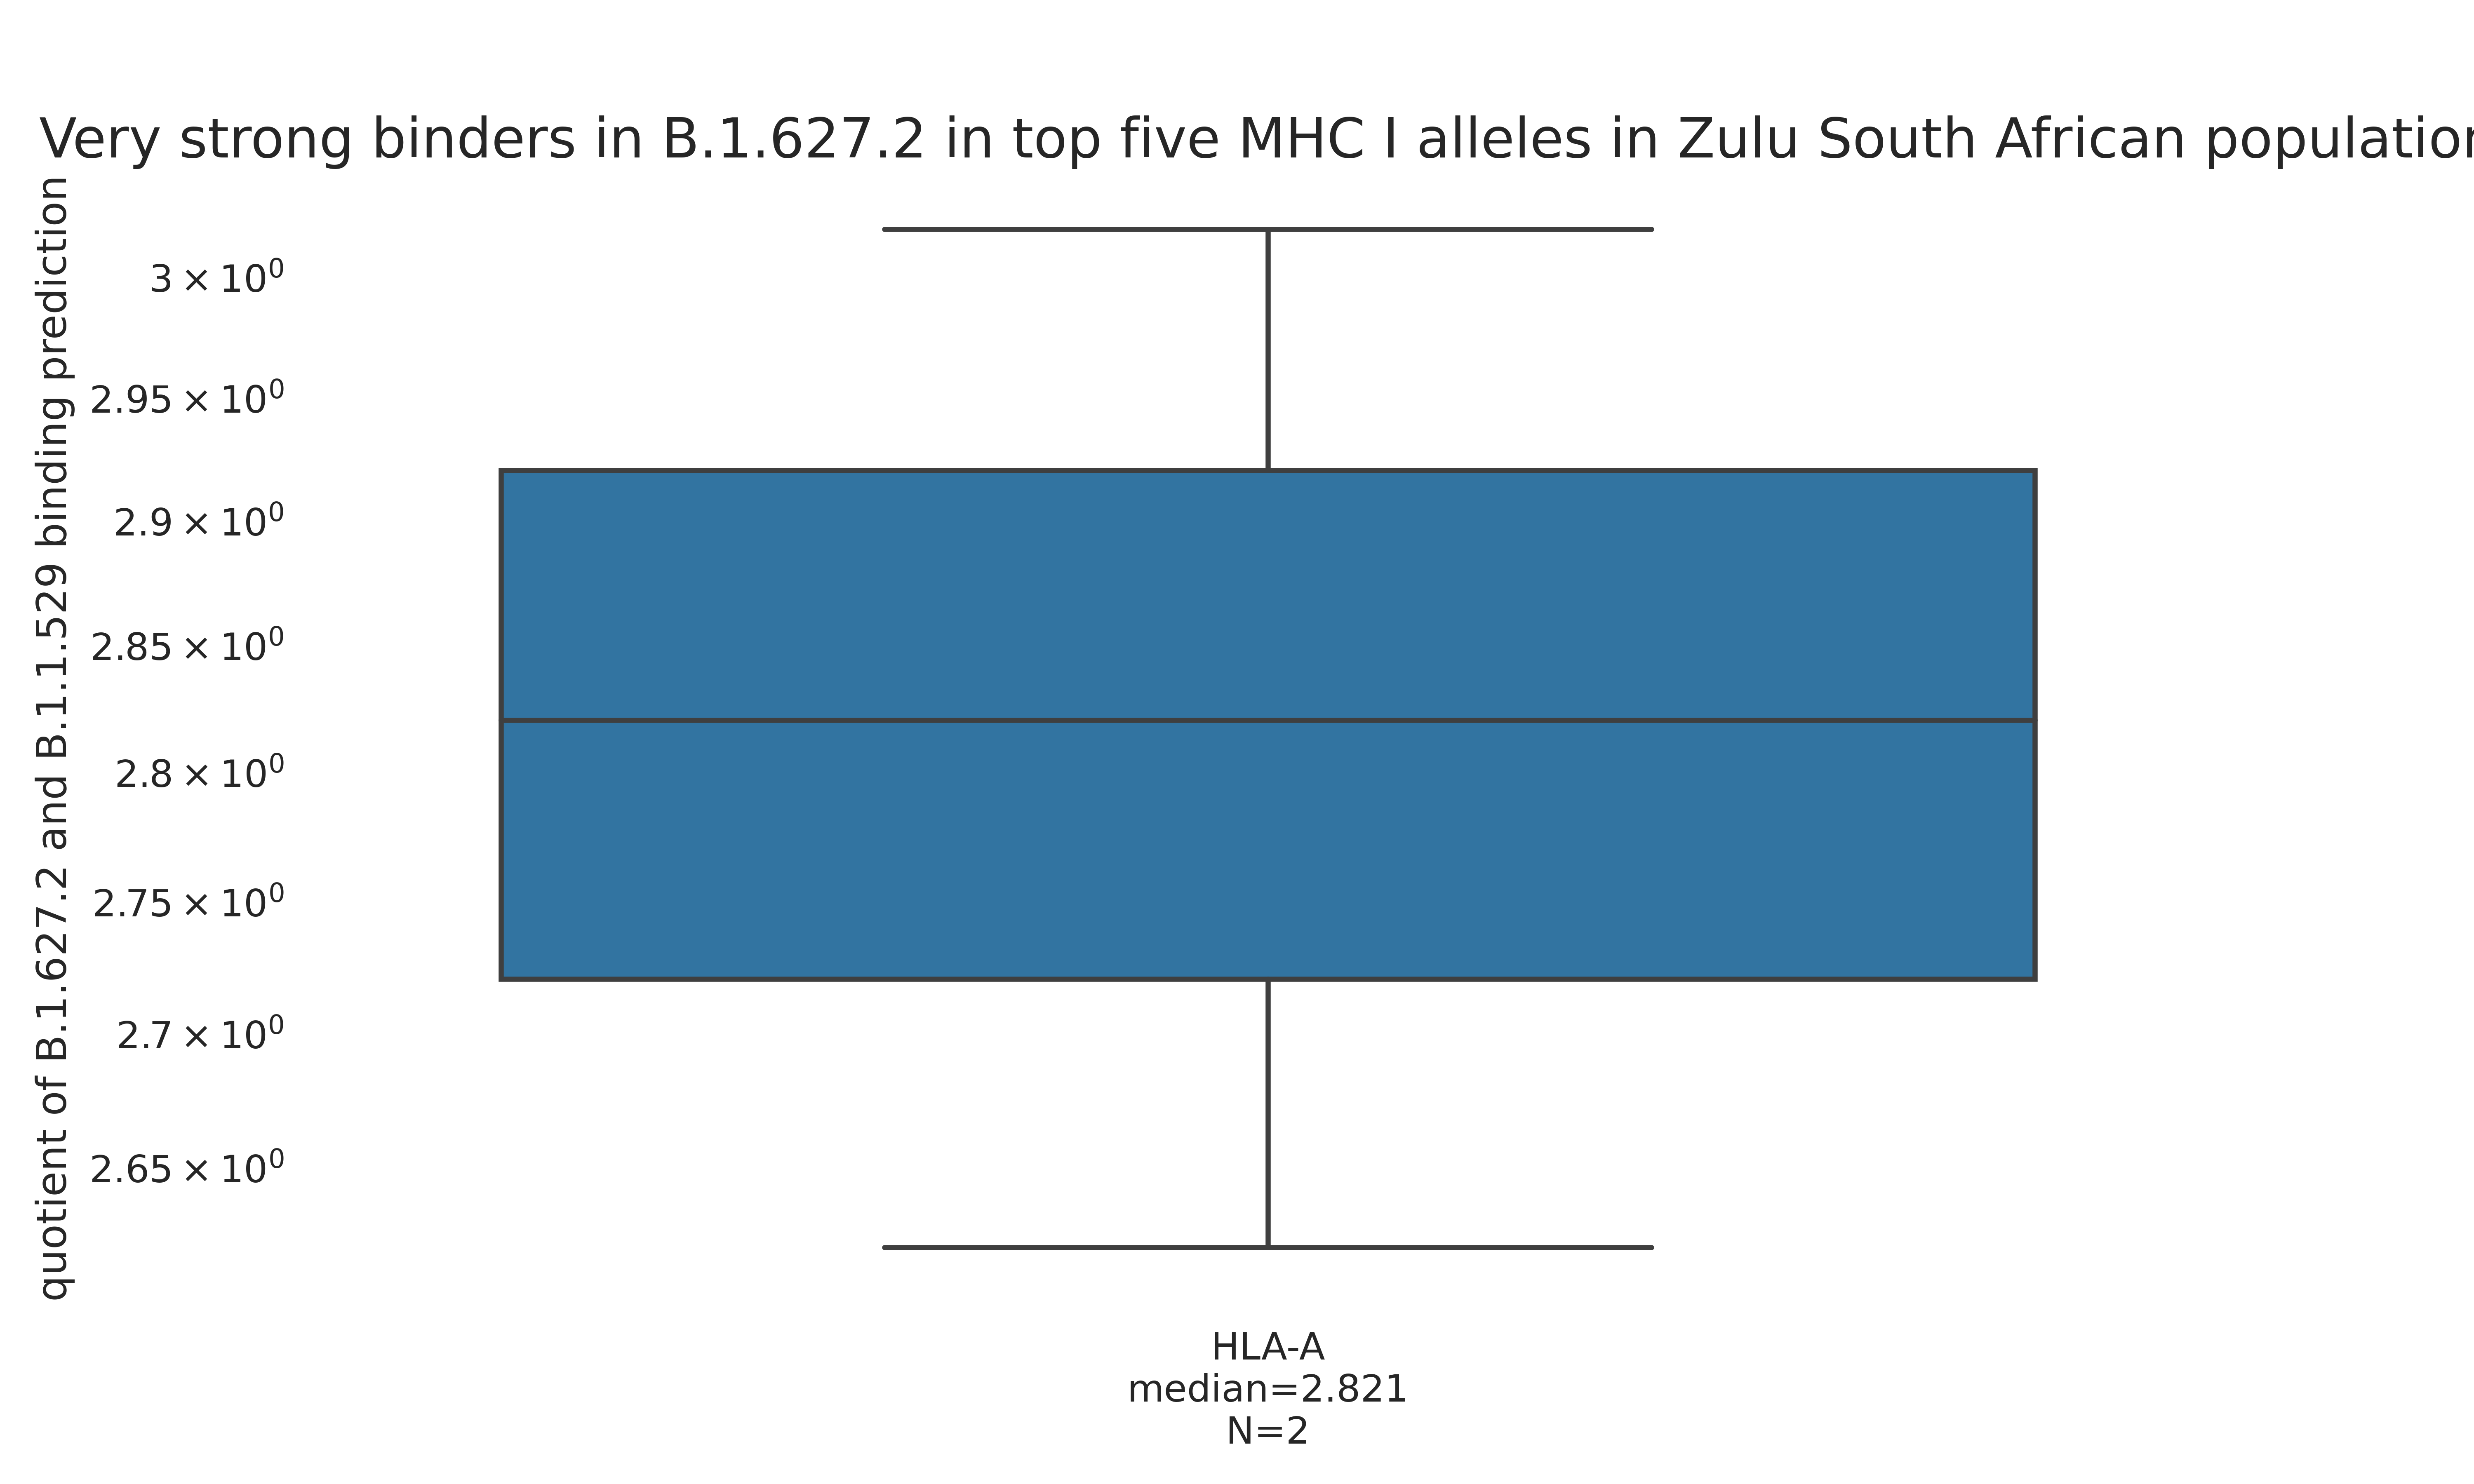 Very strong binders in B.1.627.2 in top five MHC I alleles in Zulu South African population
quotient of B.1.627.2 and B.1.1.529 binding prediction
3 × 10⁰
2.95 × 10⁰
2.9 × 10⁰
2.85 × 10⁰
2.8 × 10⁰
2.75 × 10⁰
2.7 × 10⁰
2.65 × 10⁰
HLA-A
median=2.821
N=2